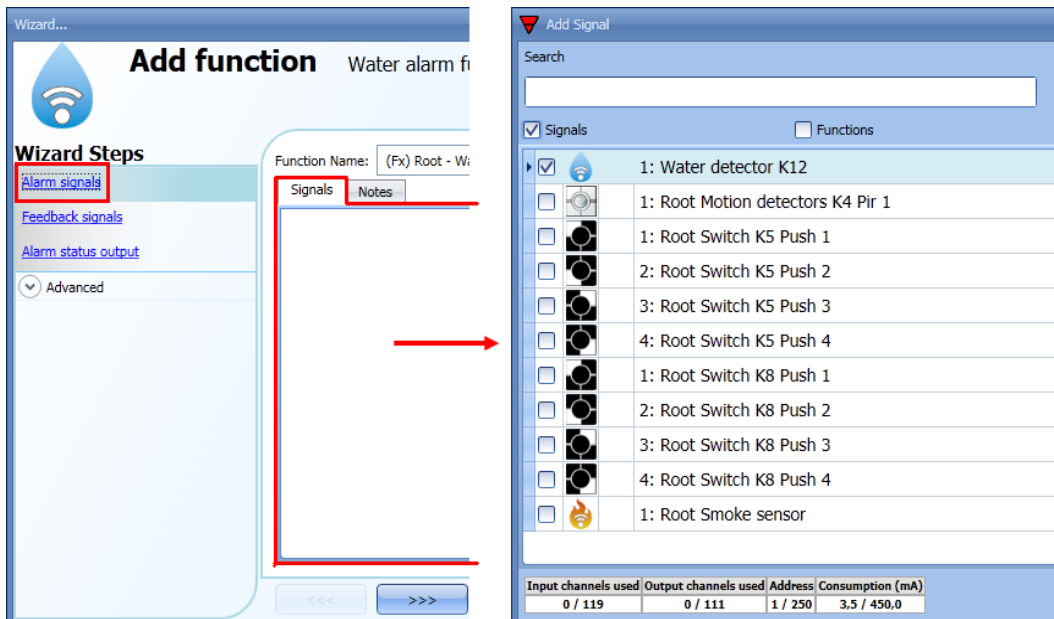 Wizard...
Add function Water alarm f
Wizard Steps
Alarm signals
Feedback signals
Alarm status output
Advanced
Function Name: (Fx) Root - Wa
Signals Notes
<<< >>>
Add Signal
Search
Signals Functions
1: Water detector K12
1: Root Motion detectors K4 Pir 1
1: Root Switch K5 Push 1
2: Root Switch K5 Push 2
3: Root Switch K5 Push 3
4: Root Switch K5 Push 4
1: Root Switch K8 Push 1
2: Root Switch K8 Push 2
3: Root Switch K8 Push 3
4: Root Switch K8 Push 4
1: Root Smoke sensor
Input channels used Output channels used Address Consumption (mA)
0 / 119 0 / 111 1 / 250 3,5 / 450,0